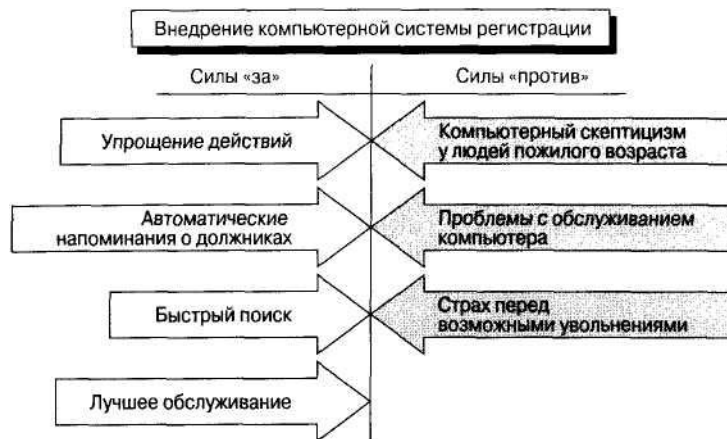 Внедрение компьютерной системы регистрации
Силы «за»
Силы «против»
Упрощение действий
Компьютерный скептицизм
у людей пожилого возраста
Автоматические
напоминания о должниках
Проблемы с обслуживанием
компьютера
Быстрый поиск
Страх перед
возможными увольнениями
Лучшее обслуживание